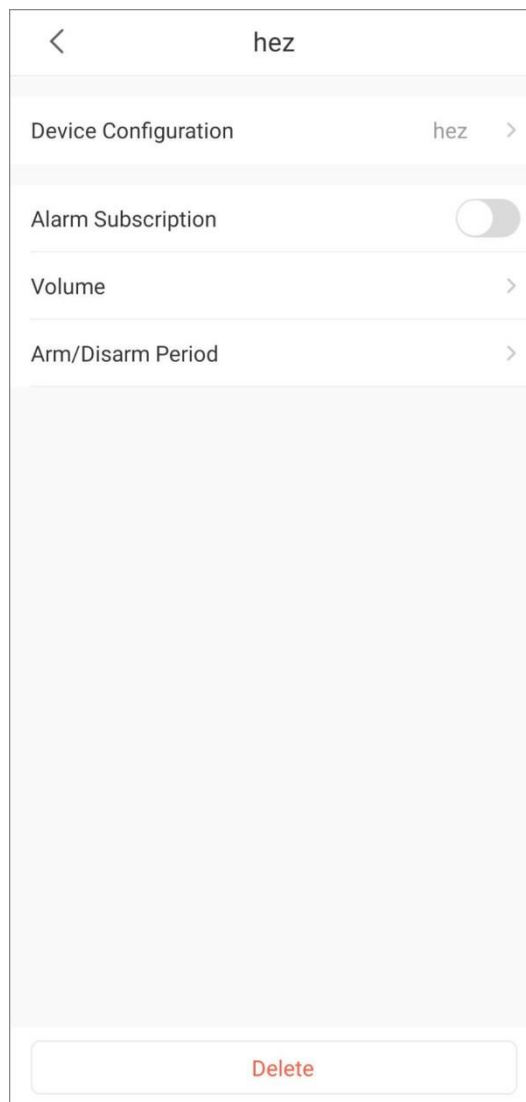 hez
Device Configuration hez
Alarm Subscription
Volume
Arm/Disarm Period
Delete